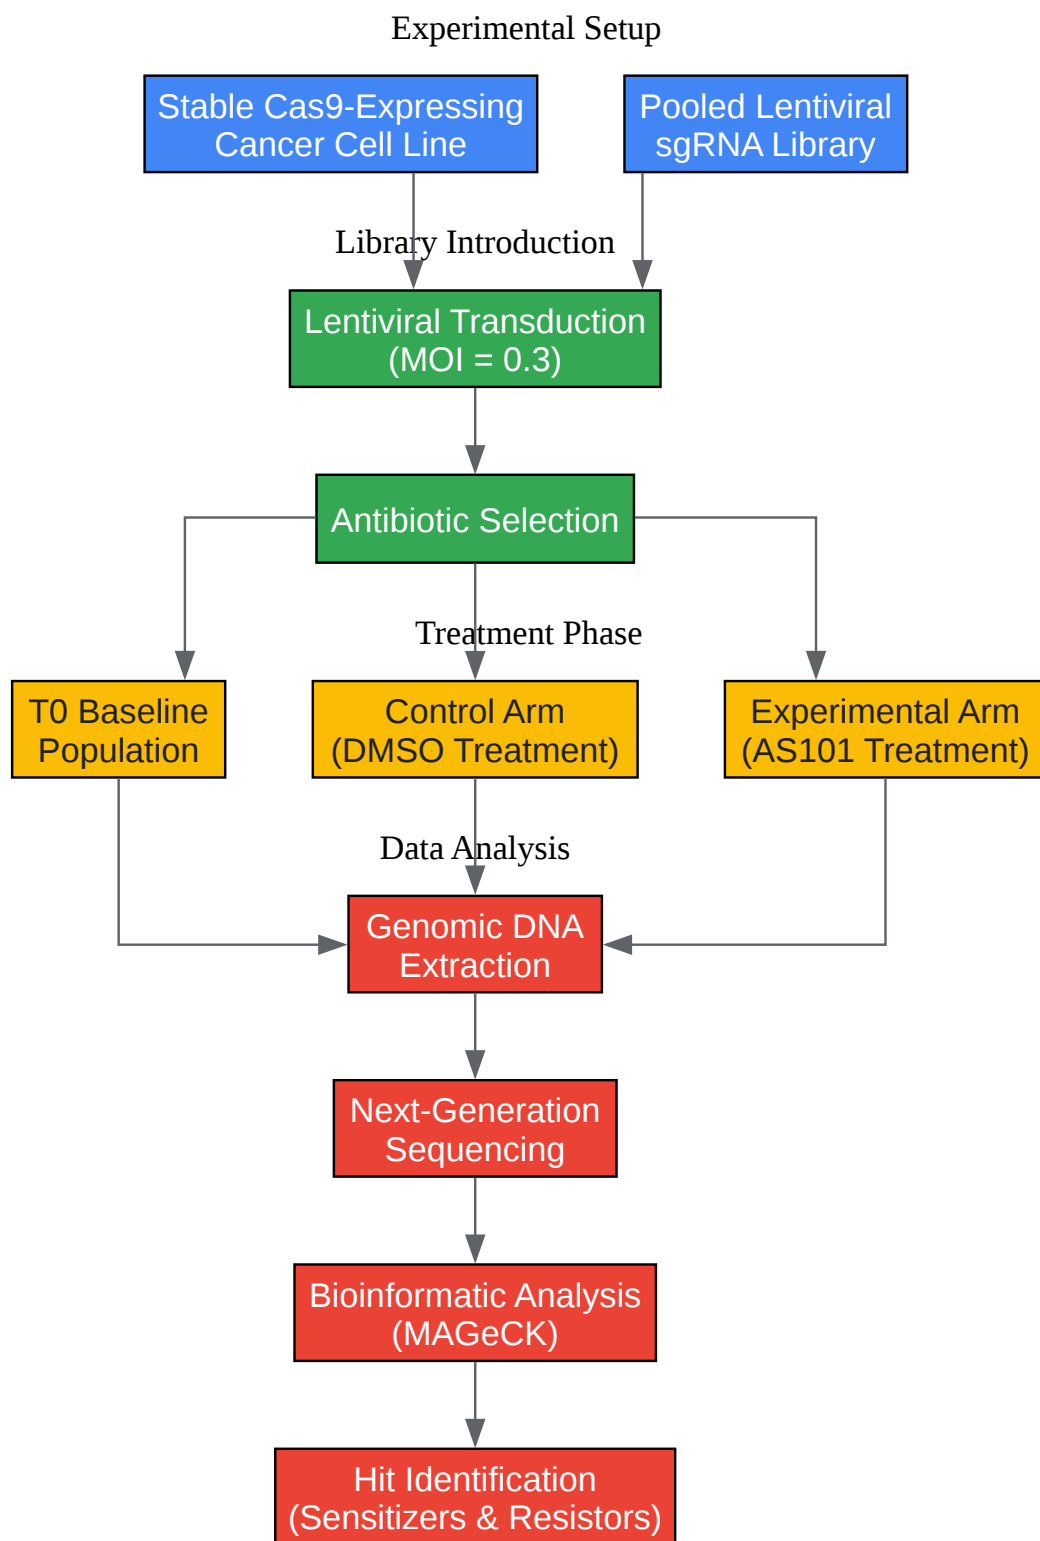 Experimental Setup
Stable Cas9-Expressing
Cancer Cell Line
Pooled Lentiviral
sgRNA Library
Library Introduction
Lentiviral Transduction
(MOI = 0.3)
Antibiotic Selection
Treatment Phase
T0 Baseline
Population
Control Arm
(DMSO Treatment)
Experimental Arm
(AS101 Treatment)
Data Analysis
Genomic DNA
Extraction
Next-Generation
Sequencing
Bioinformatic Analysis
(MAGeCK)
Hit Identification
(Sensitizers & Resistors)